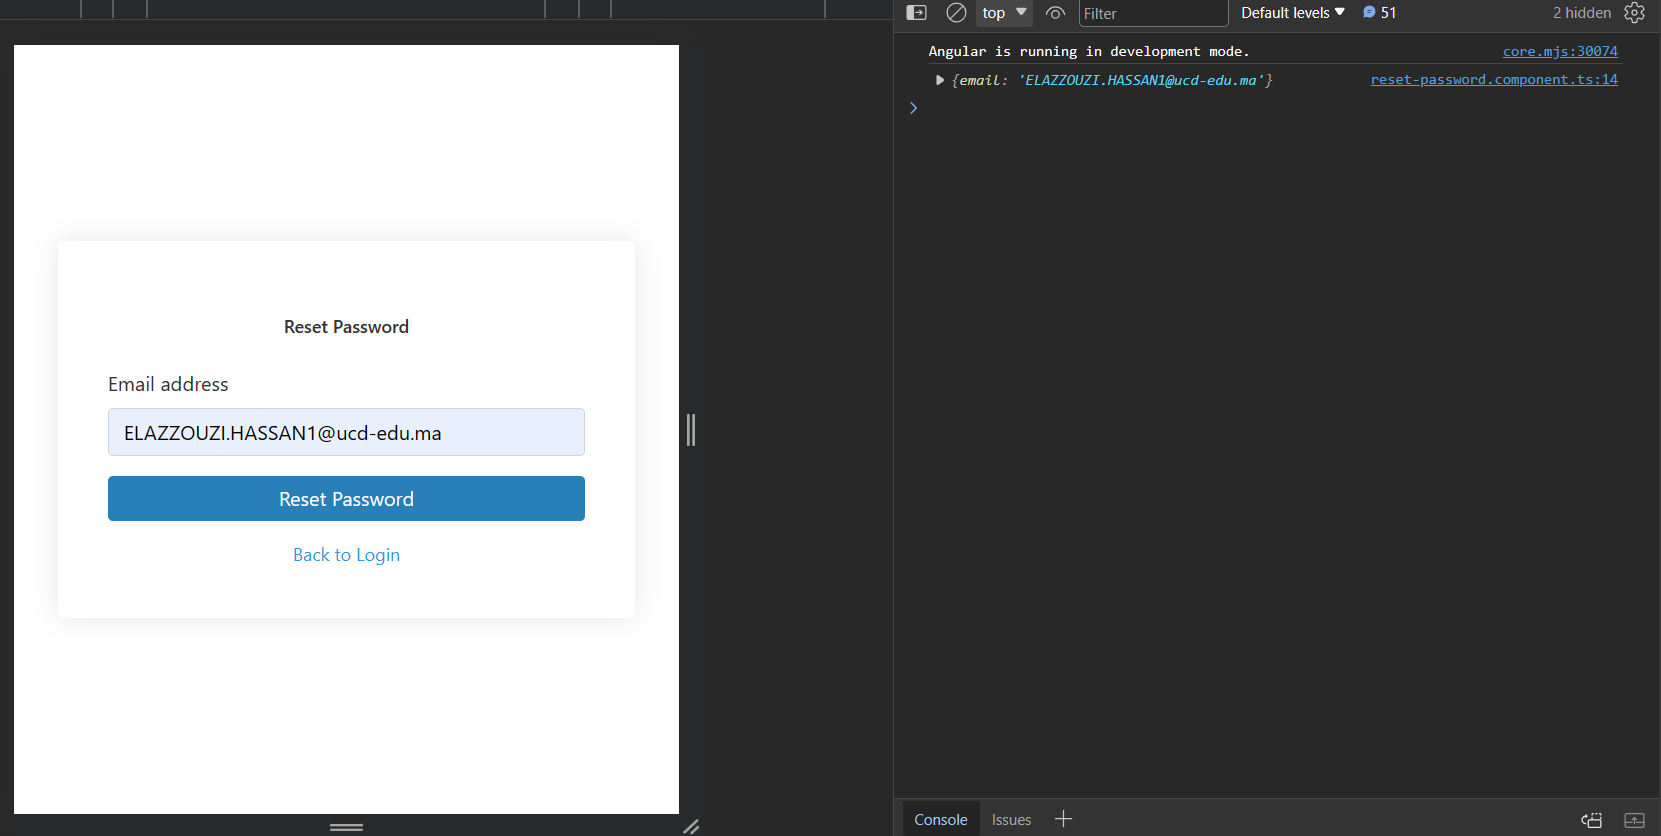 Reset Password
Email address
ELAZZOUZI.HASSAN1@ucd-edu.ma
Reset Password
Back to Login
top Filter Default levels 51 2 hidden
Angular is running in development mode. core.mjs:30074
{email: 'ELAZZOUZI.HASSAN1@ucd-edu.ma'} reset-password.component.ts:14
Console Issues